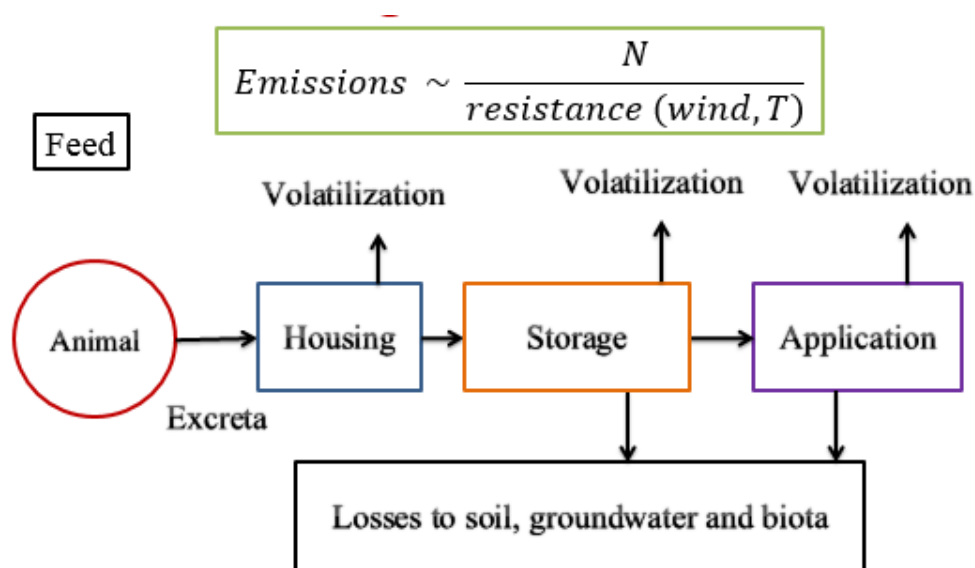 Emissions ~ N / resistance (wind, T)
Feed
Volatilization
Volatilization
Volatilization
Animal
Housing
Storage
Application
Excreta
Losses to soil, groundwater and biota